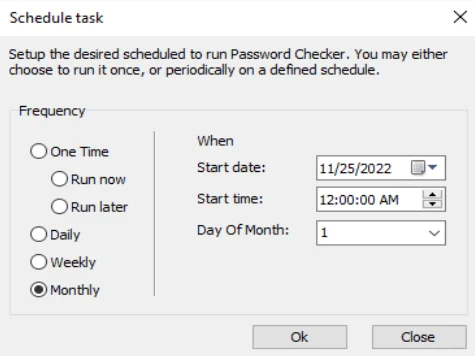 Schedule task
Setup the desired scheduled to run Password Checker. You may either
choose to run it once, or periodically on a defined schedule.
Frequency
One Time
Run now
Run later
Daily
Weekly
Monthly
When
Start date: 11/25/2022
Start time: 12:00:00 AM
Day Of Month: 1
Ok Close